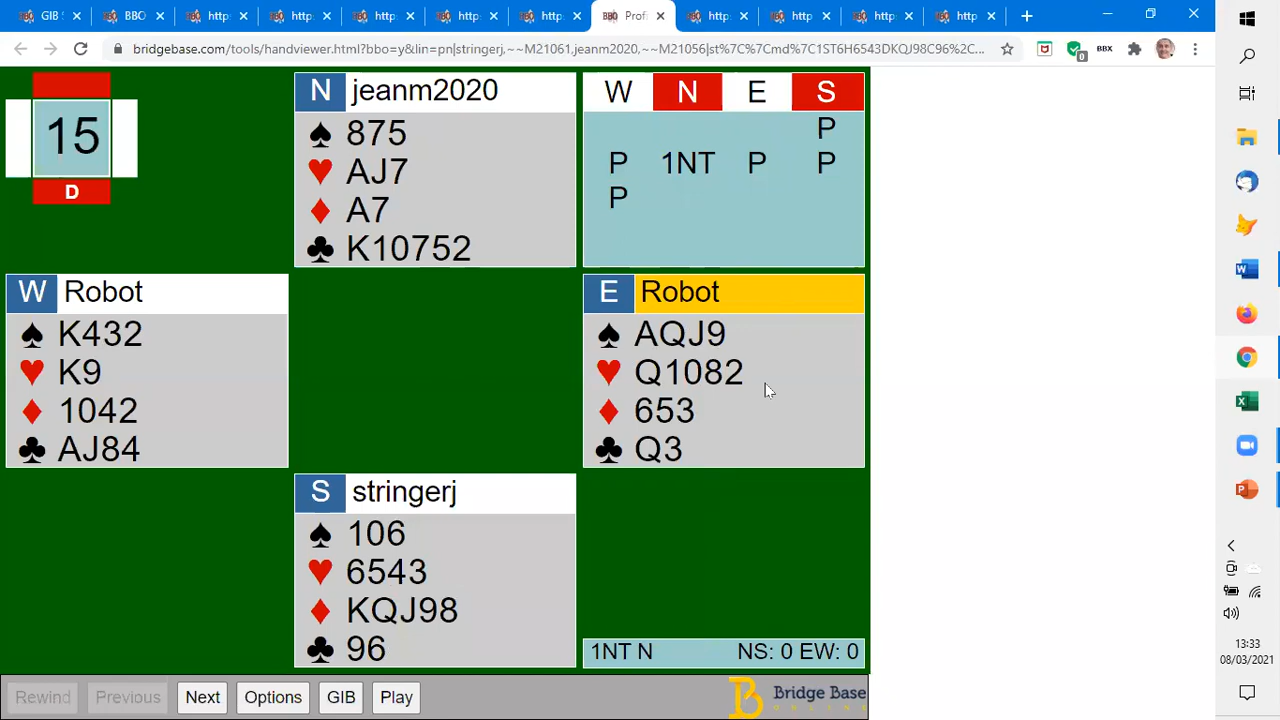 GIB S
BBO
http:
http:
http:
http:
http:
Prof
http:
http:
http:
http
bridgebase.com/tools/handviewer.html?bbo=y&lin=pn|stringerj,~~M21061,jeanm2020,~~M21056|st%7C%7Cmd%7C1ST6H6543DKQJ98C96%2C...
0
BBX
15
D
N jeanm2020
♠ 875
♥ AJ7
♦ A7
♣ K10752
W N E S
P
P 1NT P P
P
W Robot
♠ K432
♥ K9
♦ 1042
♣ AJ84
E Robot
♠ AQJ9
♥ Q1082
♦ 653
♣ Q3
S stringerj
♠ 106
♥ 6543
♦ KQJ98
♣ 96
1NT N NS: 0 EW: 0
Rewind Previous Next Options GIB Play
Bridge Base
ONLINE
13:33
08/03/2021